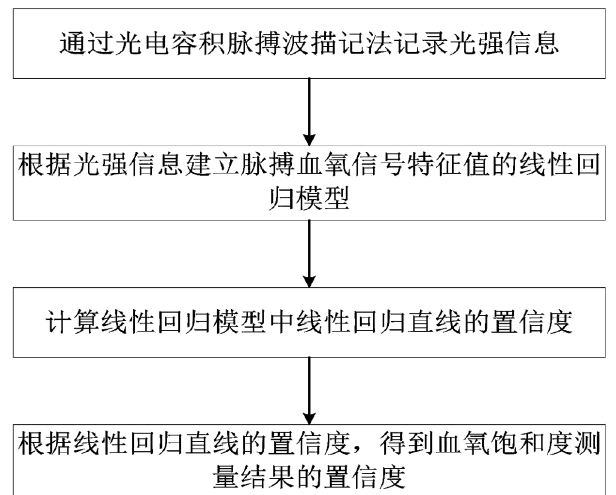 通过光电容积脉搏波描记法记录光强信息
根据光强信息建立脉搏血氧信号特征值的线性回
归模型
计算线性回归模型中线性回归直线的置信度
根据线性回归直线的置信度，得到血氧饱和度测
量结果的置信度